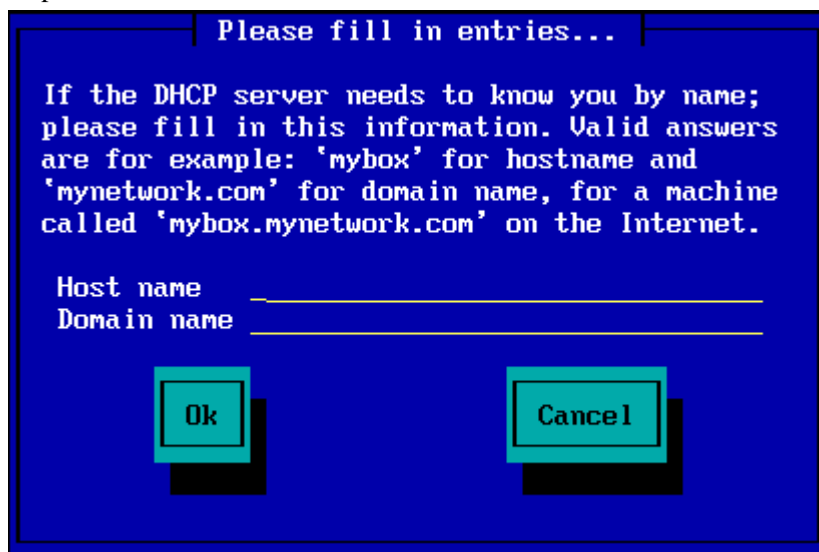 Please fill in entries...
If the DHCP server needs to know you by name;
please fill in this information. Valid answers
are for example: ‛mybox’ for hostname and
‛mynetwork.com’ for domain name, for a machine
called ‛mybox.mynetwork.com’ on the Internet.
Host name
Domain name
Ok
Cancel